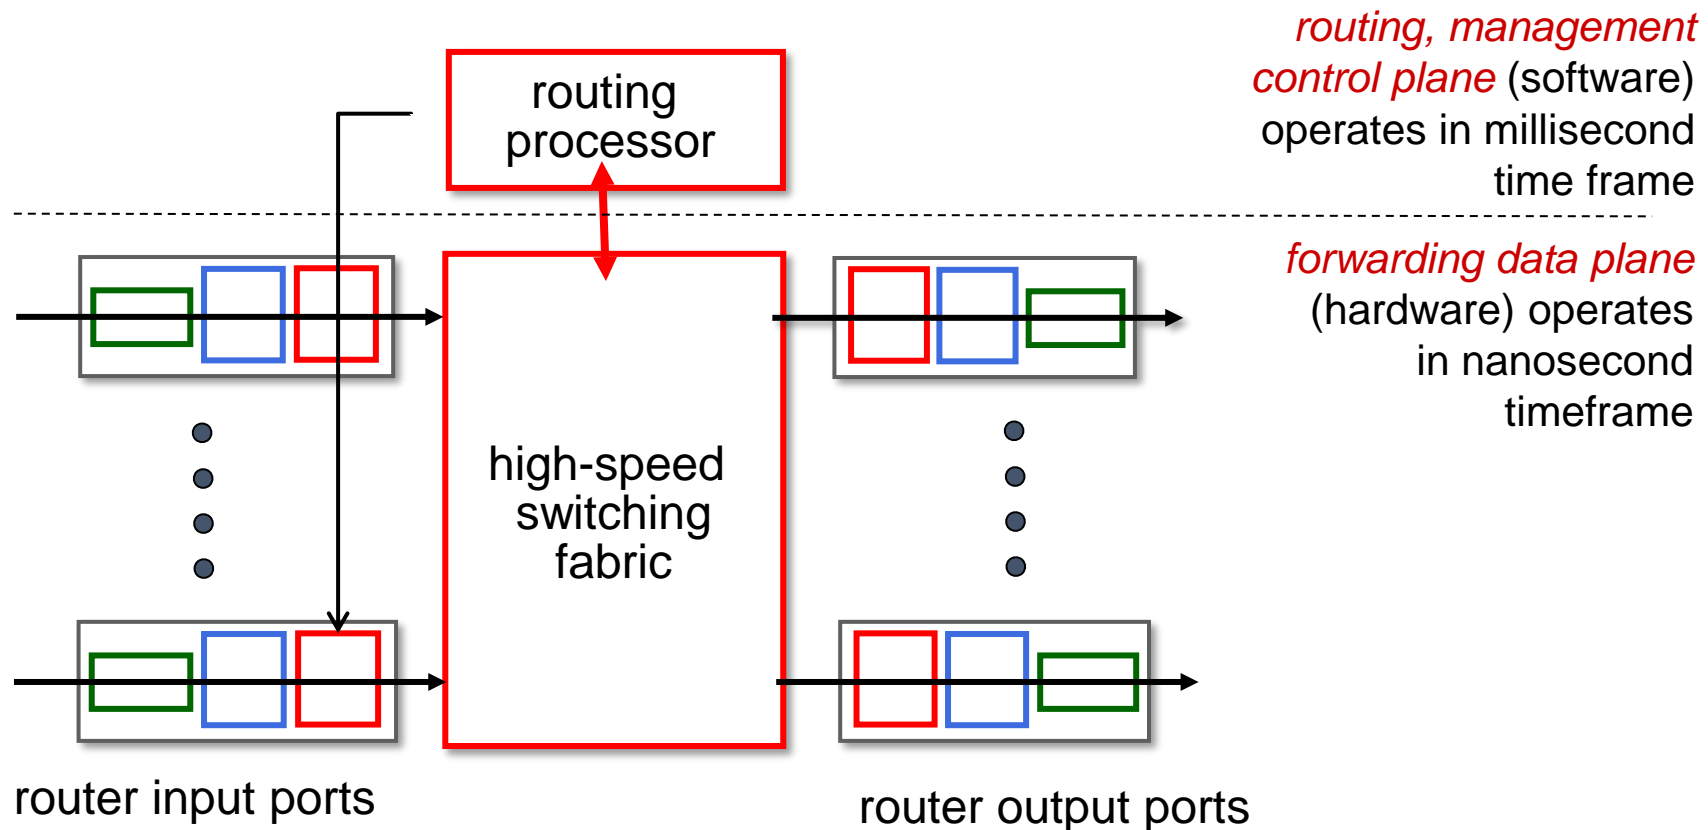 routing, management
control plane (software)
operates in millisecond
time frame
routing
processor
forwarding data plane
(hardware) operates
in nanosecond
timeframe
high-speed
switching
fabric
router input ports
router output ports